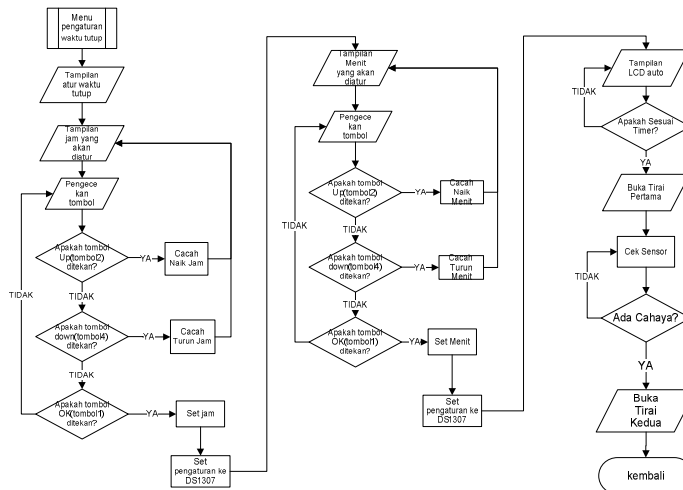 Menu
pengaturan
waktu tutup
Tampilan
atur waktu
tutup
Tampilan
jam yang
akan
diatur
Pengece
kan
tombol
Apakah tombol
Up(tombol2)
ditekan?
YA
Cacah
Naik Jam
TIDAK
TIDAK
Apakah tombol
down(tombol4)
ditekan?
YA
Cacah
Turun Jam
TIDAK
Apakah tombol
OK(tombol1)
ditekan?
YA
Set jam
Set
pengaturan ke
DS1307
Tampilan
Menit
yang akan
diatur
Pengece
kan
tombol
Apakah tombol
Up(tombol2)
ditekan?
YA
Cacah Naik
Menit
TIDAK
TIDAK
Apakah tombol
down(tombol4)
ditekan?
YA
Cacah
Turun Menit
TIDAK
Apakah tombol
OK(tombol1)
ditekan?
YA
Set Menit
Set
pengaturan ke
DS1307
Tampilan
LCD auto
TIDAK
Apakah Sesuai
Timer?
YA
Buka Tirai
Pertama
Cek Sensor
TIDAK
Ada Cahaya?
YA
Buka
Tirai
Kedua
kembali